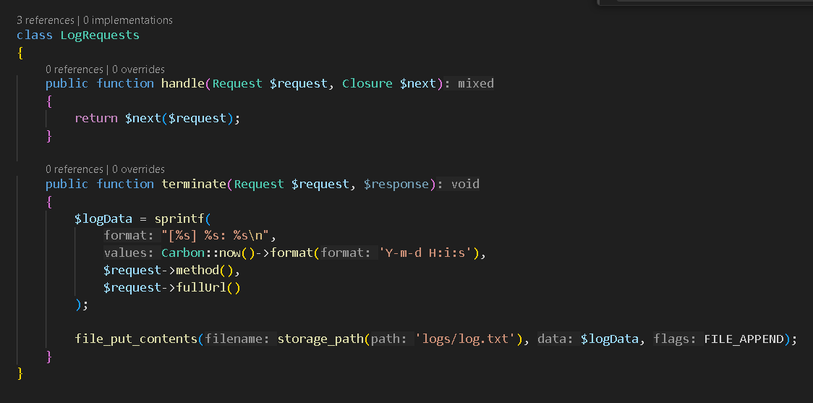 3 references | 0 implementations
class LogRequests
{
0 references | 0 overrides
public function handle(Request $request, Closure $next): mixed
{
return $next($request);
}
0 references | 0 overrides
public function terminate(Request $request, $response): void
{
$logData = sprintf(
format: "[%s] %s: %s\n",
values: Carbon::now()->format(format: 'Y-m-d H:i:s'),
$request->method(),
$request->fullUrl()
);
file_put_contents(filename: storage_path(path: 'logs/log.txt'), data: $logData, flags: FILE_APPEND);
}
}